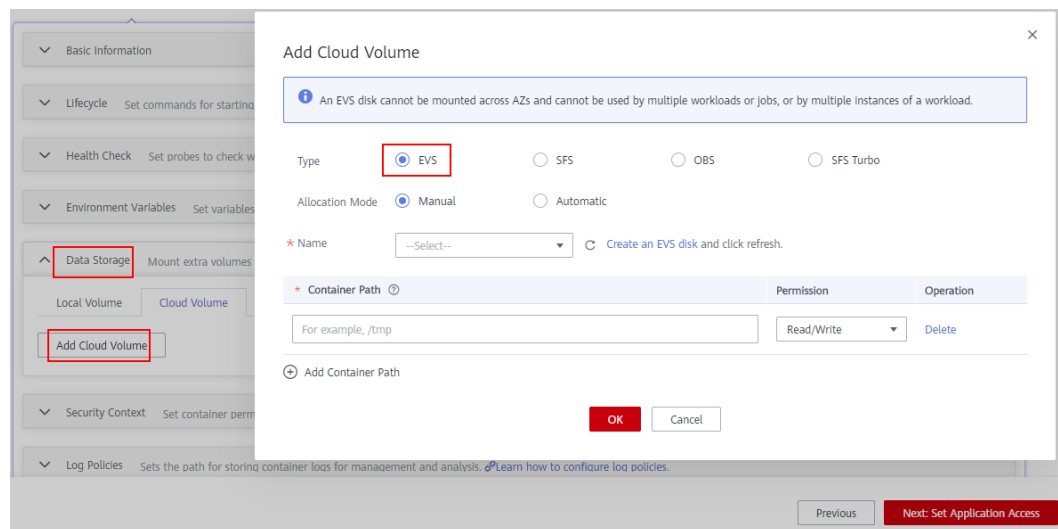 Basic Information
Lifecycle Set commands for starting
Health Check Set probes to check w
Environment Variables Set variables
Data Storage Mount extra volumes
Local Volume Cloud Volume
Add Cloud Volume
Security Context Set container perm
Log Policies Sets the path for storing container logs for management and analysis. Learn how to configure log policies.
Add Cloud Volume
An EVS disk cannot be mounted across AZs and cannot be used by multiple workloads or jobs, or by multiple instances of a workload.
Type EVS SFS OBS SFS Turbo
Allocation Mode Manual Automatic
* Name --Select-- Create an EVS disk and click refresh.
* Container Path Permission Operation
For example, /tmp Read/Write Delete
Add Container Path
OK Cancel
Previous Next: Set Application Access